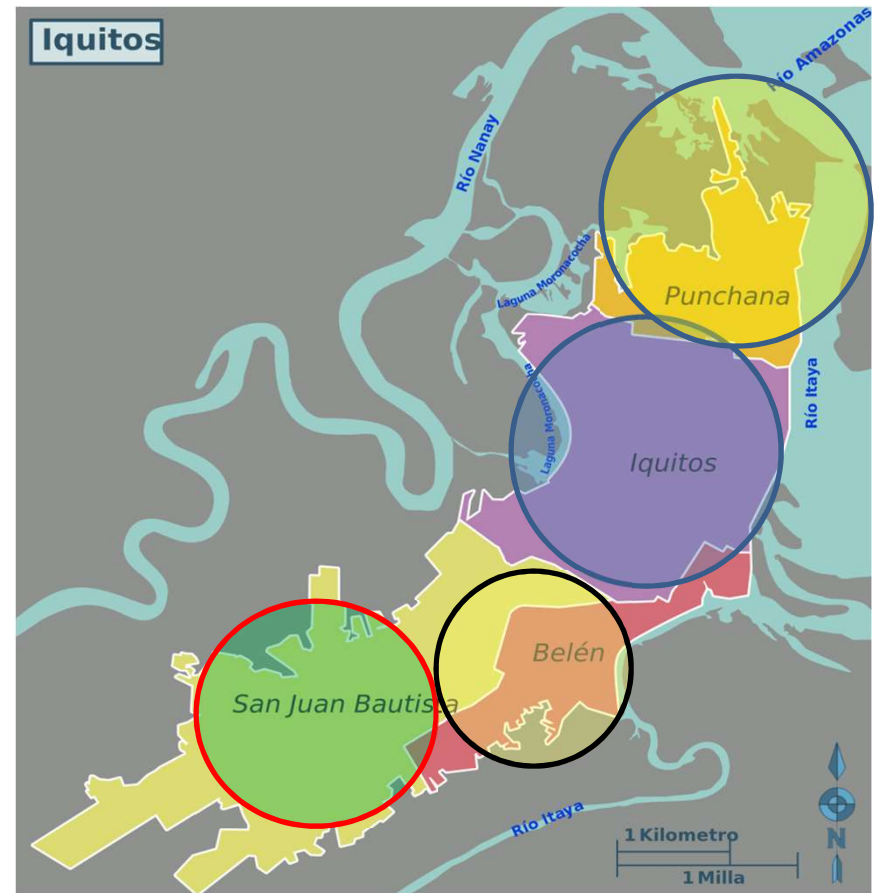 Iquitos
Río Amazonas
Río Nanay
Laguna Moronacocha
Punchana
Laguna Moronacocha
Río Itaya
Iquitos
Belén
San Juan Bautista
Río Itaya
1 Kilometro
N
1 Milla